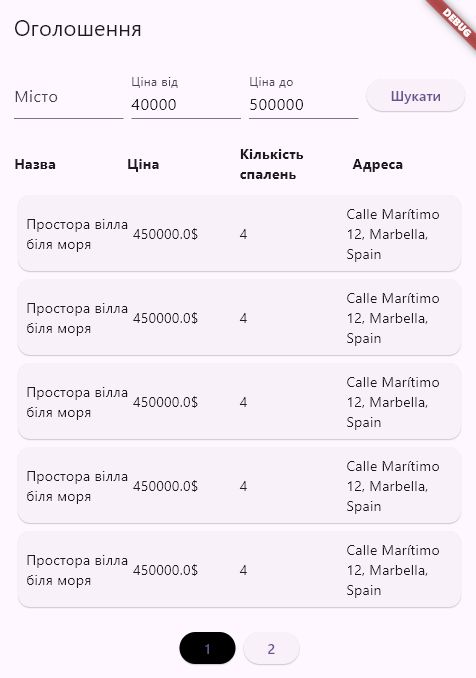 Оголошення
DEBUG
Ціна від
Ціна до
Місто
40000
500000
Шукати
Назва
Ціна
Кількість
спалень
Адреса
Простора вілла
біля моря
450000.0$
4
Calle Marítimo
12, Marbella,
Spain
Простора вілла
біля моря
450000.0$
4
Calle Marítimo
12, Marbella,
Spain
Простора вілла
біля моря
450000.0$
4
Calle Marítimo
12, Marbella,
Spain
Простора вілла
біля моря
450000.0$
4
Calle Marítimo
12, Marbella,
Spain
Простора вілла
біля моря
450000.0$
4
Calle Marítimo
12, Marbella,
Spain
1
2